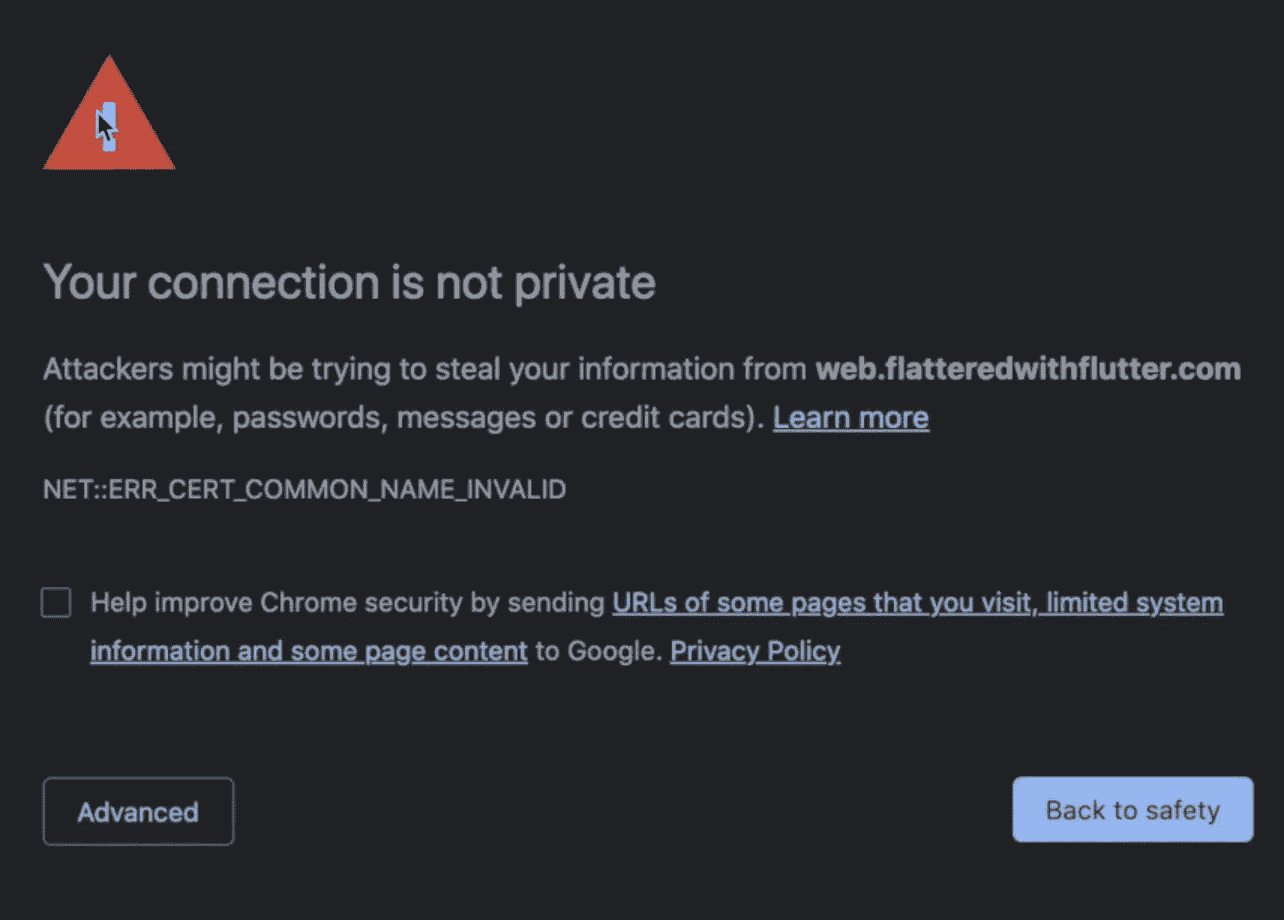 Your connection is not private
Attackers might be trying to steal your information from web.flatteredwithflutter.com
(for example, passwords, messages or credit cards). Learn more
NET::ERR_CERT_COMMON_NAME_INVALID
Help improve Chrome security by sending URLs of some pages that you visit, limited system
information and some page content to Google. Privacy Policy
Advanced
Back to safety